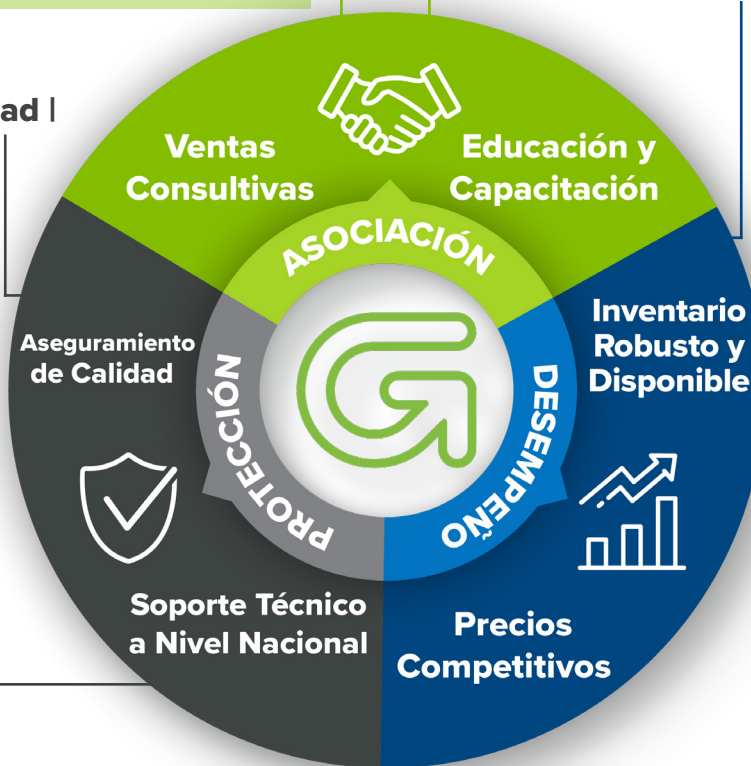 ad |
Ventas
Consultivas
Educación y
Capacitación
ASOCIACIÓN
Inventario
Robusto y
Disponible
Aseguramiento
de Calidad
PROTECCIÓN
DESEMPEÑO
Soporte Técnico
a Nivel Nacional
Precios
Competitivos